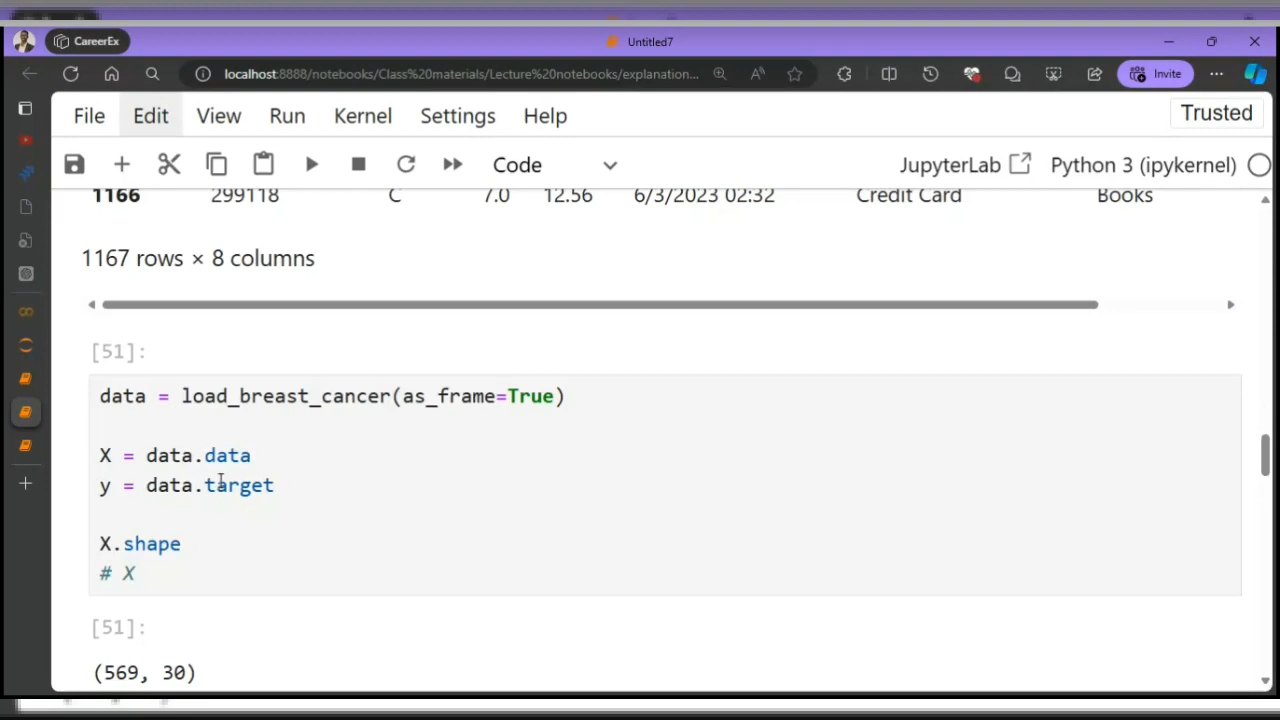 CareerEx
Untitled7
localhost:8888/notebooks/Class%20materials/Lecture%20notebooks/explanation...
Invite
File Edit View Run Kernel Settings Help
Trusted
Code
JupyterLab
Python 3 (ipykernel)
1166 299118 C 7.0 12.56 6/3/2023 02:32 Credit Card Books
1167 rows × 8 columns
[51]:
data = load_breast_cancer(as_frame=True)
X = data.data
y = data.target
X.shape
# X
[51]:
(569, 30)